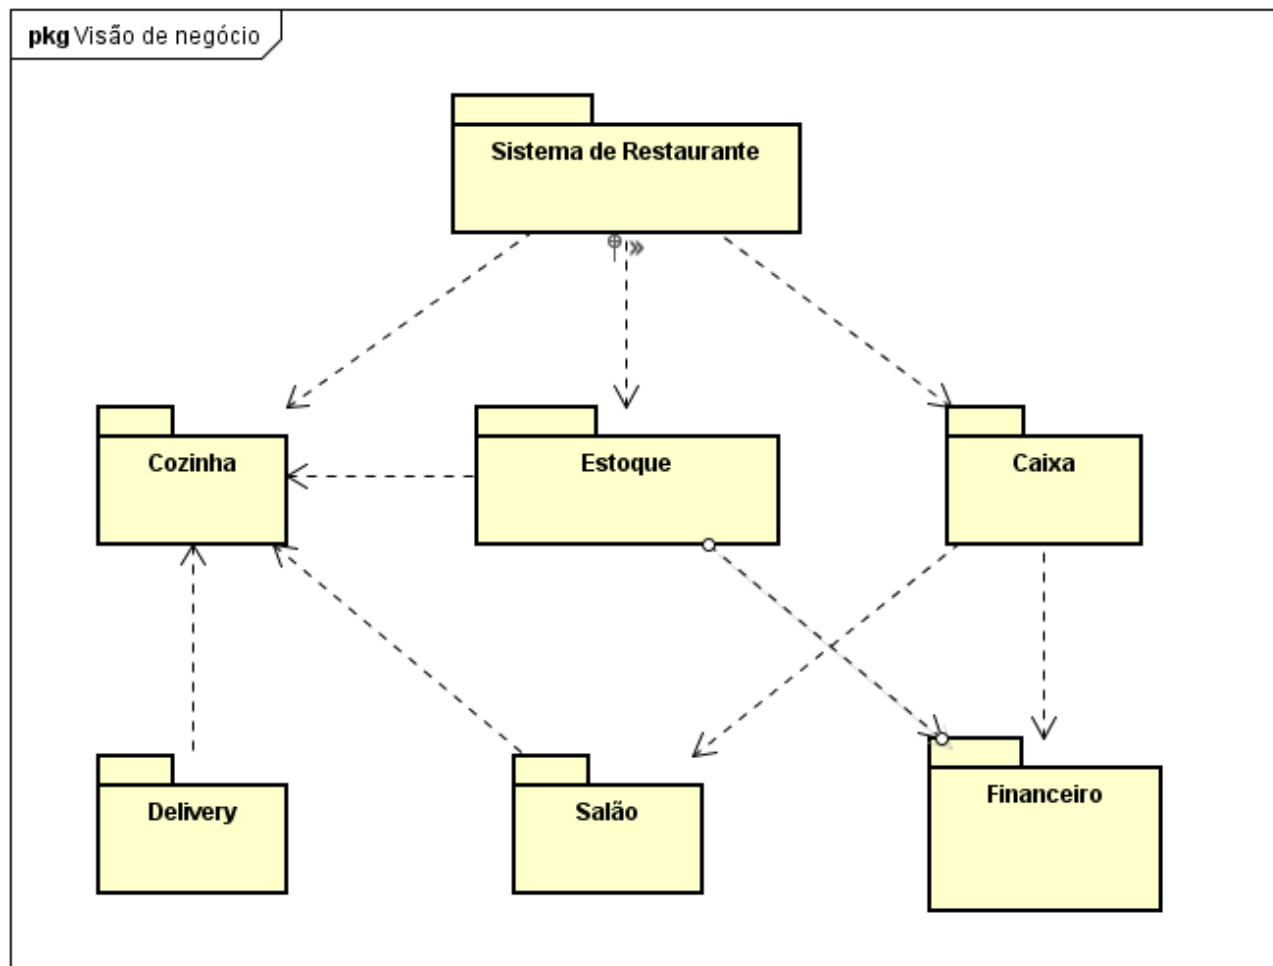 pkg Visão de negócio
Sistema de Restaurante
Cozinha
Estoque
Caixa
Delivery
Salão
Financeiro